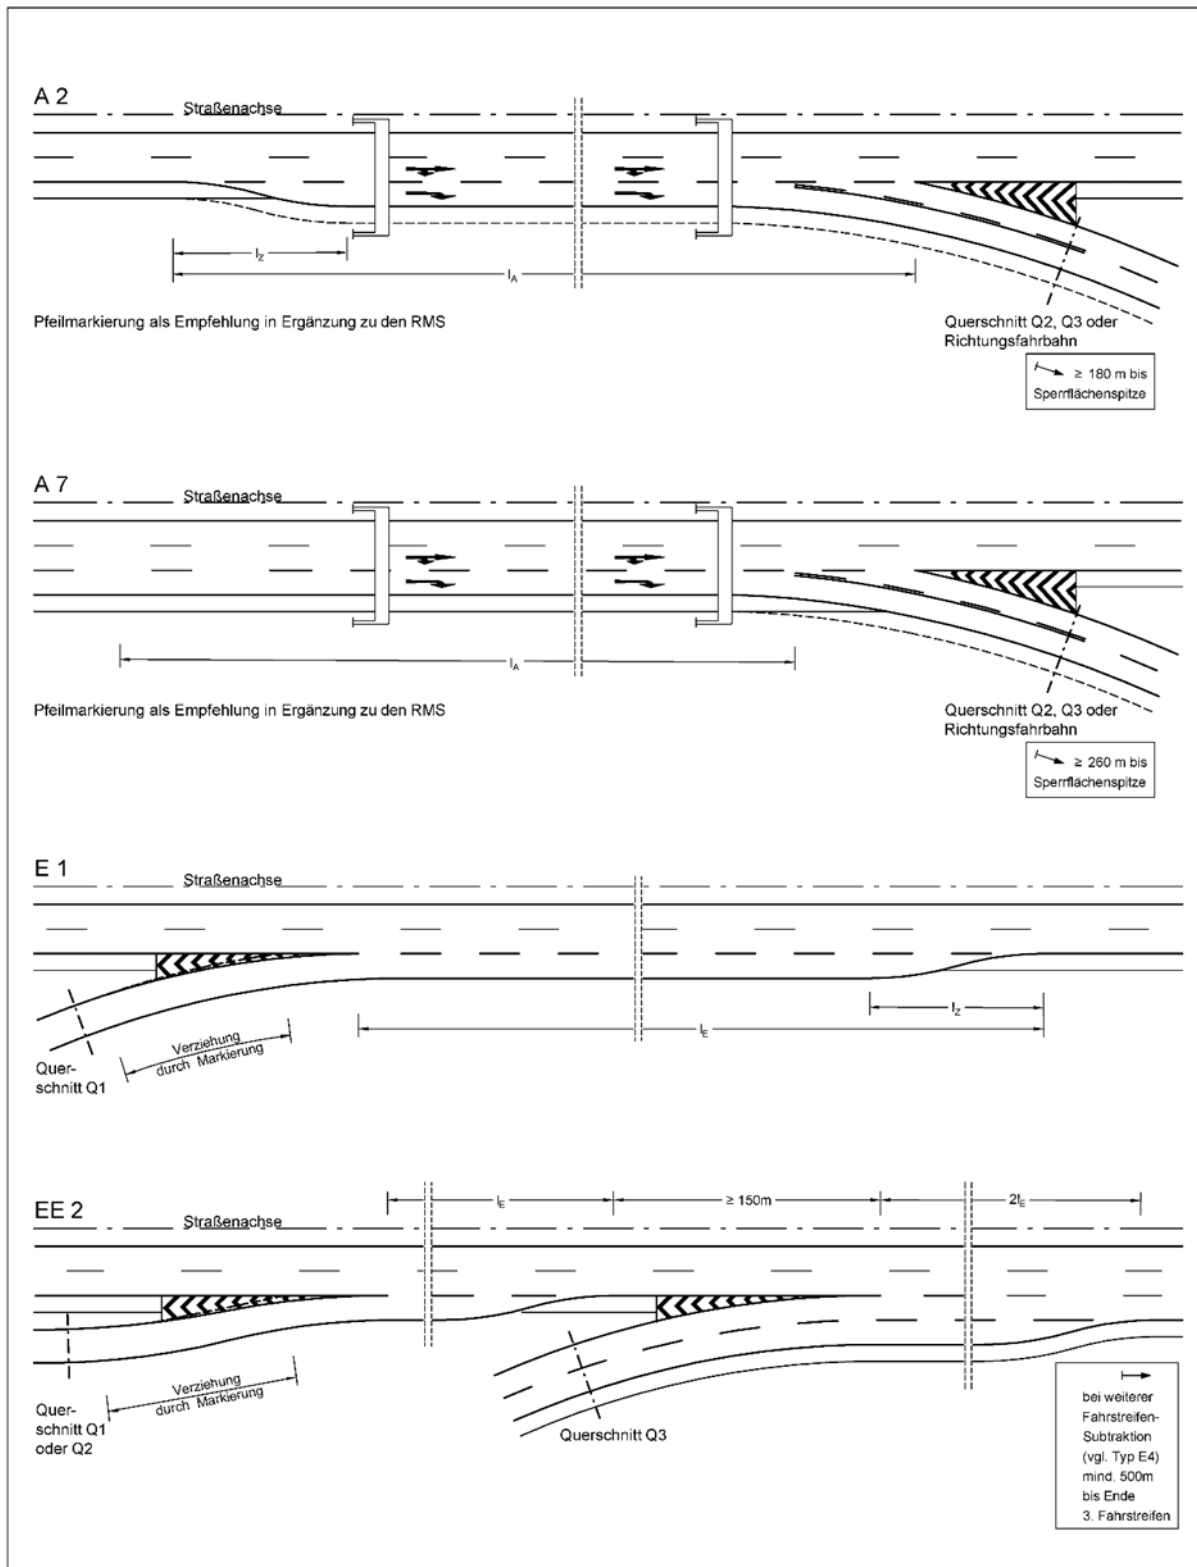 A 2
Straßenachse
l_Z
l_A
Pfeilmarkierung als Empfehlung in Ergänzung zu den RMS
Querschnitt Q2, Q3 oder
Richtungsfahrbahn
≥ 180 m bis
Sperrflächenspitze
A 7
Straßenachse
l_A
Pfeilmarkierung als Empfehlung in Ergänzung zu den RMS
Querschnitt Q2, Q3 oder
Richtungsfahrbahn
≥ 260 m bis
Sperrflächenspitze
E 1
Straßenachse
l_Z
l_E
Verziehung
durch Markierung
Quer-
schnitt Q1
EE 2
l_E
≥ 150m
2l_E
Straßenachse
Verziehung
durch Markierung
Quer-
schnitt Q1
oder Q2
Querschnitt Q3
bei weiterer
Fahrstreifen-
Subtraktion
(vgl. Typ E4)
mind. 500m
bis Ende
3. Fahrstreifen